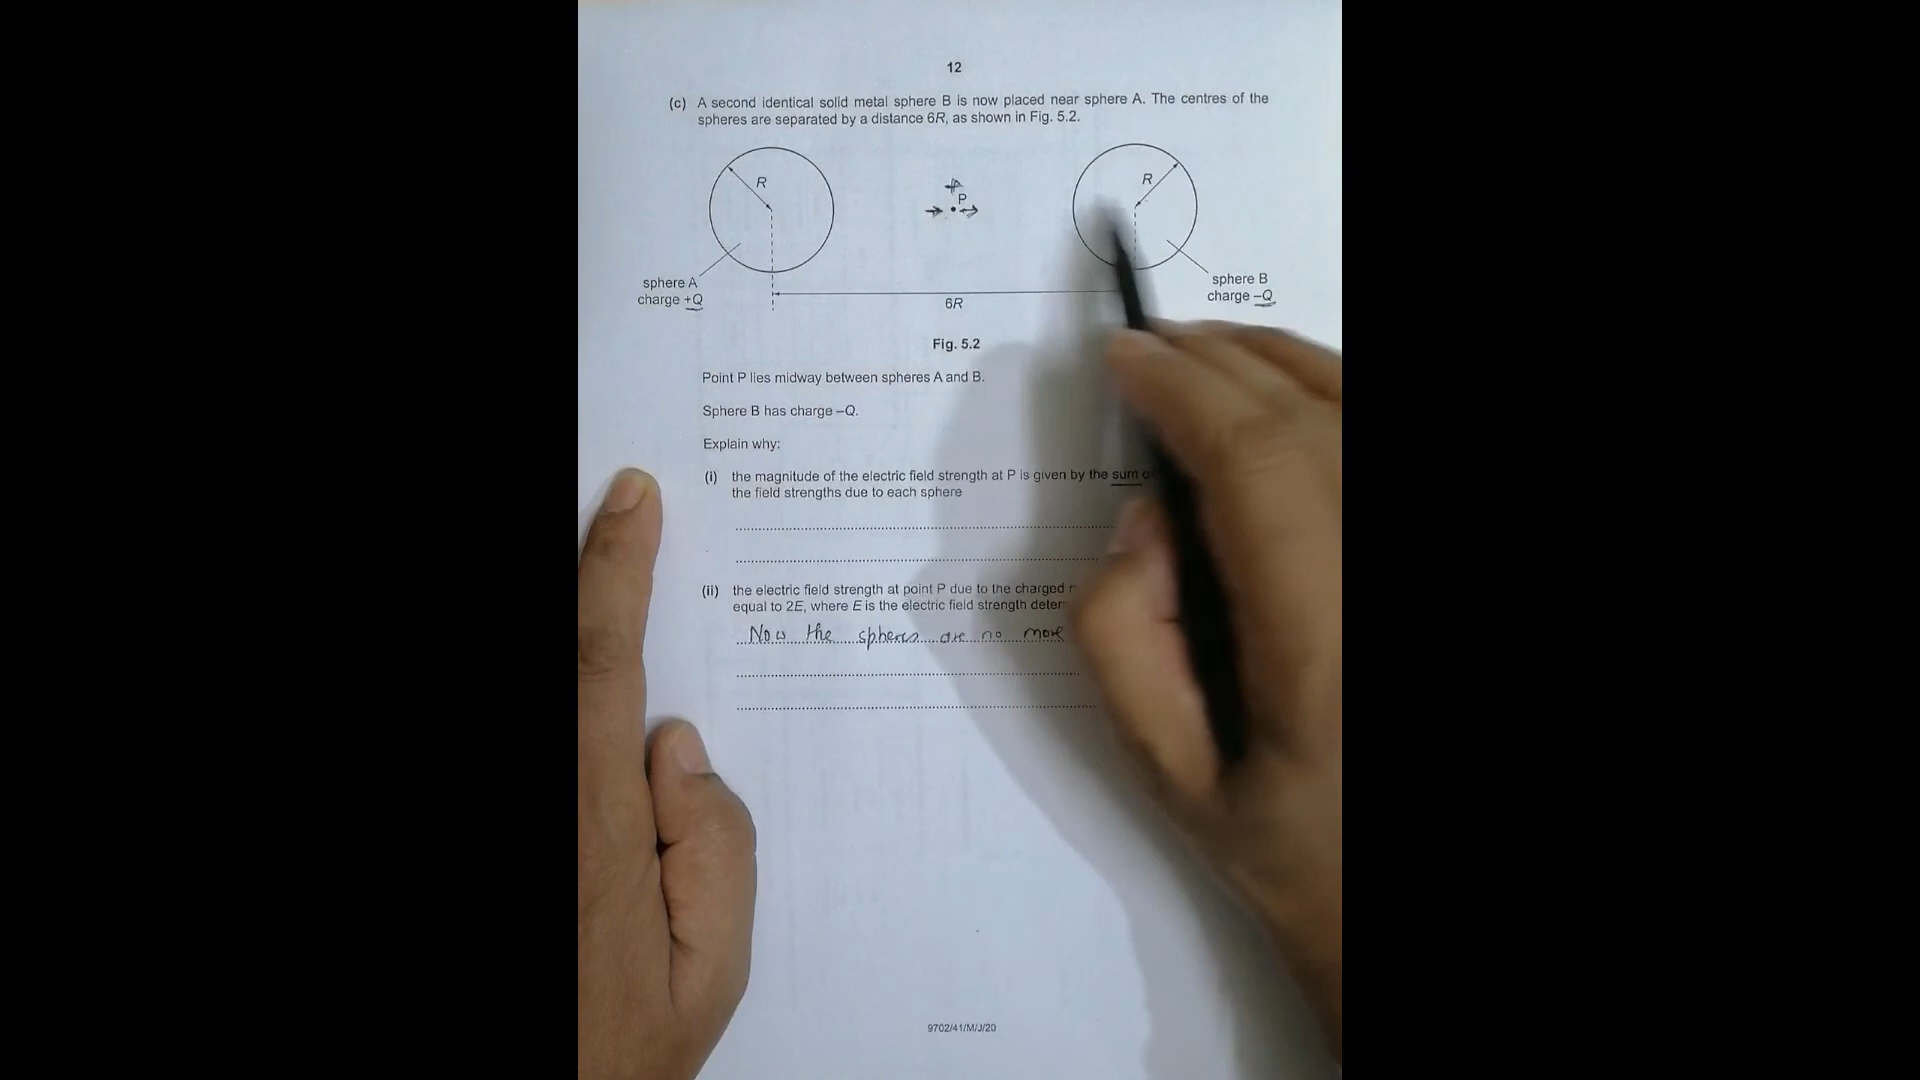 12
(c) A second identical solid metal sphere B is now placed near sphere A. The centres of the
spheres are separated by a distance 6R, as shown in Fig. 5.2.
R
R
+
P
sphere A
charge +Q
sphere B
charge –Q
6R
Fig. 5.2
Point P lies midway between spheres A and B.
Sphere B has charge –Q.
Explain why:
(i) the magnitude of the electric field strength at P is given by the sum
the field strengths due to each sphere
(ii) the electric field strength at point P due to the charged
equal to 2E, where E is the electric field strength
Now the spheres are no more
9702/41/M/J/20